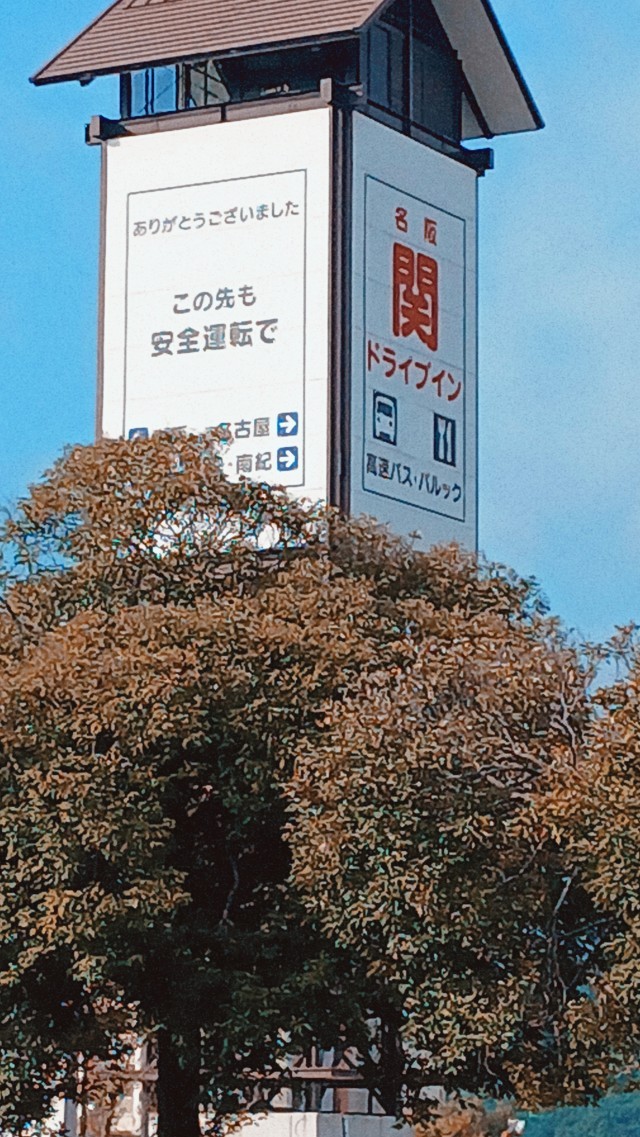 ありがとうございました
この先も
安全運転で
名古屋
・南紀
名阪
関
ドライブイン
高速バス・バルック